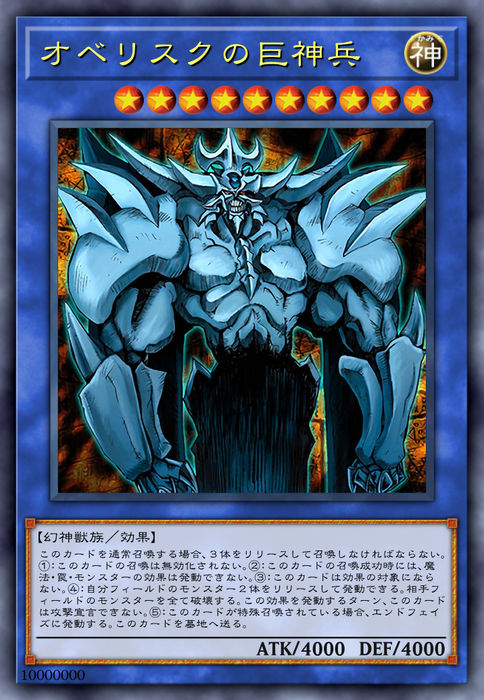 オベリスクの巨神兵
かみ
神
【幻神獣族／効果】
このカードを通常召喚する場合、３体をリリースして召喚しなければならない。
①：このカードの召喚は無効化されない。②：このカードの召喚成功時には、魔
法・罠・モンスターの効果は発動できない。③：このカードは効果の対象になら
ない。④：自分フィールドのモンスター２体をリリースして発動できる。相手フ
ィールドのモンスターを全て破壊する。この効果を発動するターン、このカード
は攻撃宣言できない。⑤：このカードが特殊召喚されている場合、エンドフェイ
ズに発動する。このカードを墓地へ送る。
ATK/4000 DEF/4000
10000000